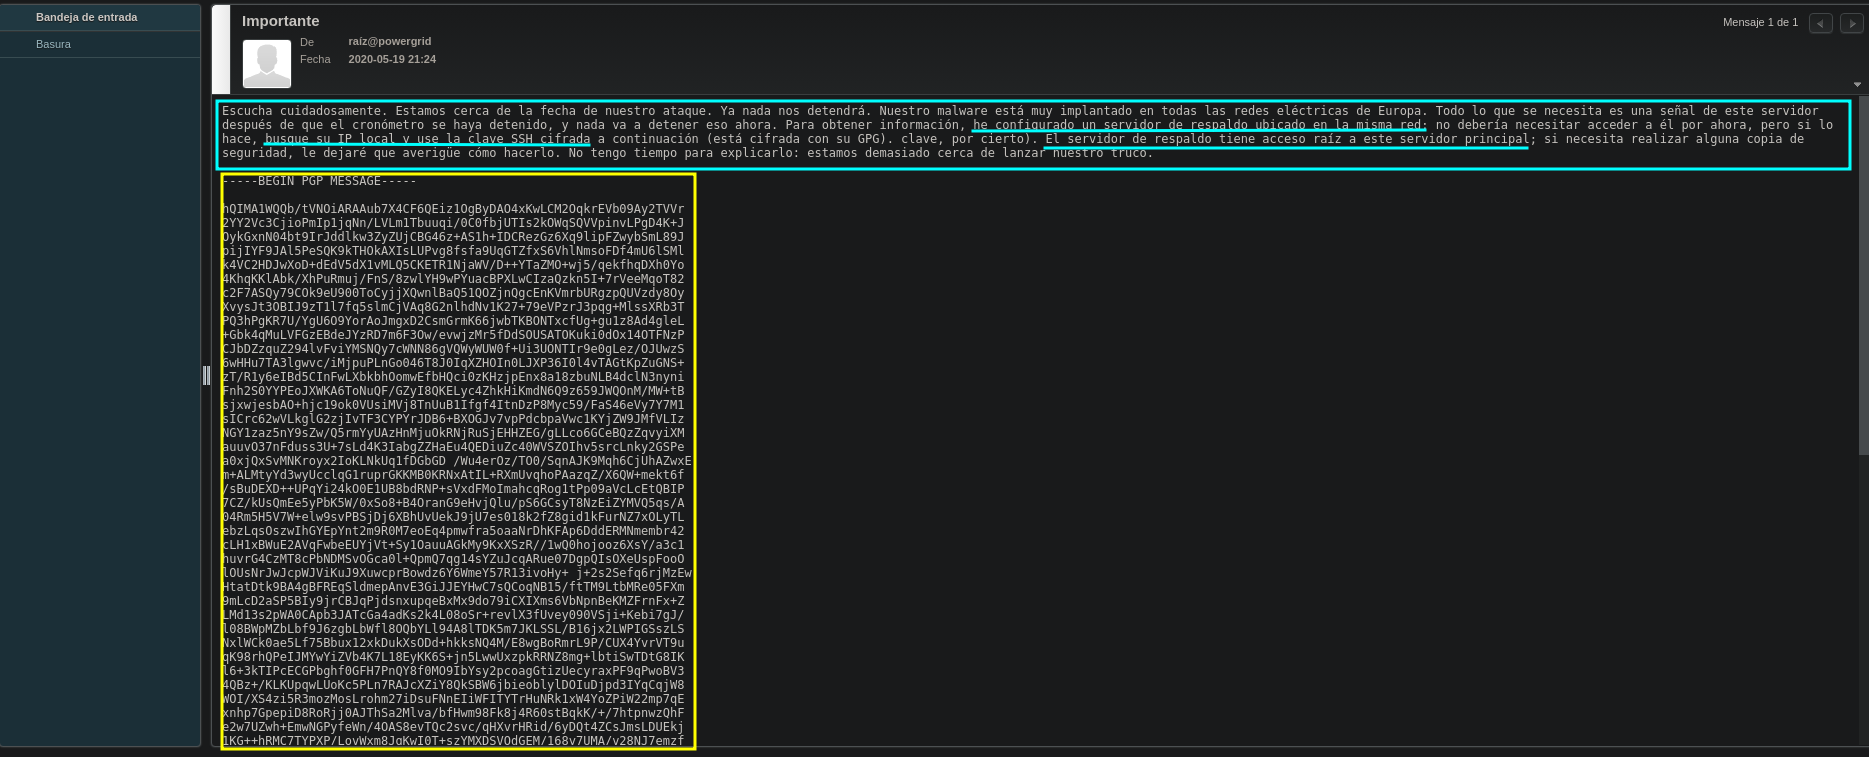 Bandeja de entrada
Basura
Importante
Mensaje 1 de 1
De raíz@powergrid
Fecha 2020-05-19 21:24
Escucha cuidadosamente. Estamos cerca de la fecha de nuestro ataque. Ya nada nos detendrá. Nuestro malware está muy implantado en todas las redes eléctricas de Europa. Todo lo que se necesita es una señal de este servidor
después de que el cronómetro se haya detenido, y nada va a detener eso ahora. Para obtener información, he configurado un servidor de respaldo ubicado en la misma red; no debería necesitar acceder a él por ahora, pero si lo
hace, busque su IP local y use la clave SSH cifrada a continuación (está cifrada con su GPG). clave, por cierto). El servidor de respaldo tiene acceso raíz a este servidor principal; si necesita realizar alguna copia de
seguridad, le dejaré que averigüe cómo hacerlo. No tengo tiempo para explicarlo: estamos demasiado cerca de lanzar nuestro truco.
-----BEGIN PGP MESSAGE-----
hQIMA1WQQb/tVNOiARAAub7X4CF6QEiz1OgByDAO4xKwLCM2OqkrEVb09Ay2TVVr
2YY2Vc3CjioPmIp1jqNn/LVLm1Tbuuqi/0C0fbjUTIs2kOWqSQVVpinvLPgD4K+J
OykGxnN04bt9IrJddlkw3ZyZUjCBG46z+AS1h+IDCRezGz6Xq9lipFZwybSmL89J
pijIYF9JAl5PeSQK9kTHOkAXIsLUPvg8fsfa9UqGTZfxS6VhlNmsoFDf4mU6lSMl
k4VC2HDJwXoD+dEdV5dX1vMLQ5CKETR1NjaWV/D++YTaZMO+wj5/qekfhqDXh0Yo
4KhqKKlAbk/XhPuRmuj/FnS/8zwlYH9wPYuacBPXLwCIzaQzkn5I+7rVeeMqoT82
c2F7ASQy79COk9eU900ToCyjjXQwnlBaQ51QOZjnQgcEnKVmrbURgzpQUVzdy8Oy
XvysJt3OBIJ9zT1l7fq5slmCjVAq8G2nlhdNv1K27+79eVPzrJ3pqg+MlssXRb3T
PQ3hPgKR7U/YgU6O9YorAoJmgxD2CsmGrmK66jwbTKBONTxcfUg+gu1z8Ad4gleL
+Gbk4qMuLVFGzEBdeJYzRD7m6F3Ow/evwjzMr5fDdSOUSATOKuki0dOx14OTFNzP
CJbDZzquZ294lvFviYMSNQy7cWNN86gVQWyWUW0f+Ui3UONTIr9e0gLez/OJUwzS
6wHHu7TA3lgwvc/iMjpuPLnGo046T8J0IqXZHOIn0LJXP36I0l4vTAGtKpZuGNS+
zT/R1y6eIBd5CInFwLXbkbhOomwEfbHQci0zKHzjpEnx8a18zbuNLB4dclN3nyni
Fnh2S0YYPEoJXWKA6ToNuQF/GZyI8QKELyc4ZhkHiKmdN6Q9z659JWQOnM/MW+tB
sjxwjesbAO+hjc19ok0VUsiMVj8TnUuB1Ifgf4ItnDzP8Myc59/FaS46eVy7Y7M1
sICrc62wVLkglG2zjIvTF3CYPYrJDB6+BXOGJv7vpPdcbpaVwc1KYjZW9JMfVLIz
NGY1zaz5nY9sZw/Q5rmYyUAzHnMjuOkRNjRuSjEHHZEG/gLLco6GCeBQzZqvyiXM
auuvO37nFduss3U+7sLd4K3IabgZZHaEu4QEDiuZc40WVSZOIhv5srcLnky2GSPe
a0xjQxSvMNKroyx2IoKLNkUq1fDGbGD /Wu4erOz/TO0/SqnAJK9Mqh6CjUhAZwxE
m+ALMtyYd3wyUcclqG1ruprGKKMB0KRNxAtIL+RXmUvqhoPAazqZ/X6QW+mekt6f
/sBuDEXD++UPqYi24kO0E1UB8bdRNP+sVxdFMoImahcqRog1tPp09aVcLcEtQBIP
7CZ/kUsQmEe5yPbK5W/0xSo8+B4OranG9eHvjQlu/pS6GCsyT8NzEiZYMVQ5qs/A
04Rm5H5V7W+elw9svPBSjDj6XBhUvUekJ9jU7es018k2fZ8gid1kFurNZ7xOLyTL
ebzLqsOszwIhGYEpYnt2m9R0M7eoEq4pmwfra5oaaNrDhKFAp6DddERMNmembr42
cLH1xBWuE2AVqFwbeEUYjVt+Sy1OauuAGkMy9KxXSzR//1wQ0hojooz6XsY/a3c1
huvrG4CzMT8cPbNDMSvOGca0l+QpmQ7qg14sYZuJcqARue07DgpQIsOXeUspFooO
lOUsNrJwJcpWJViKuJ9XuwcprBowdz6Y6WmeY57R13ivoHy+ j+2s2Sefq6rjMzEw
HtatDtk9BA4gBFREqSldmepAnvE3GiJJEYHwC7sQCoqNB15/ftTM9LtbMRe05FXm
9mLcD2aSP5BIy9jrCBJqPjdsnxupqeBxMx9do79iCXIXms6VbNpnBeKMZFrnFx+Z
LMd13s2pWA0CApb3JATcGa4adKs2k4L08oSr+revlX3fUvey090VSji+Kebi7gJ/
l08BWpMZbLbf9J6zgbLbWfl8OQbYLl94A8lTDK5m7JKLSSL/B16jx2LWPIGSszLS
NxlWCk0ae5Lf75Bbux12xkDukXsODd+hkksNQ4M/E8wgBoRmrL9P/CUX4YvrVT9u
qK98rhQPeIJMYwYiZVb4K7L18EyKK6S+jn5LwwUxzpkRRNZ8mg+lbtiSwTDtG8IK
l6+3kTIPcECGPbghf0GFH7PnQY8f0MO9IbYsy2pcoagGtizUecyraxPF9qPwoBV3
4QBz+/KLKUpqwLUoKc5PLn7RAJcXZiY8QkSBW6jbieoblylDOIuDjpd3IYqCqjW8
WOI/XS4zi5R3mozMosLrohm27iDsuFNnEIiWFITYTrHuNRk1xW4YoZPiW22mp7qE
xnhp7GpepiD8RoRjj0AJThSa2Mlva/bfHwm98Fk8j4R60stBqkK/+/7htpnwzQhF
e2w7UZwh+EmwNGPyfeWn/4OAS8evTQc2svc/qHXvrHRid/6yDQt4ZCsJmsLDUEkj
1KG++hRMC7TYPXP/LovWxm8JgKwI0T+szYMXDSVOdGEM/168v7UMA/v28NJ7emzf